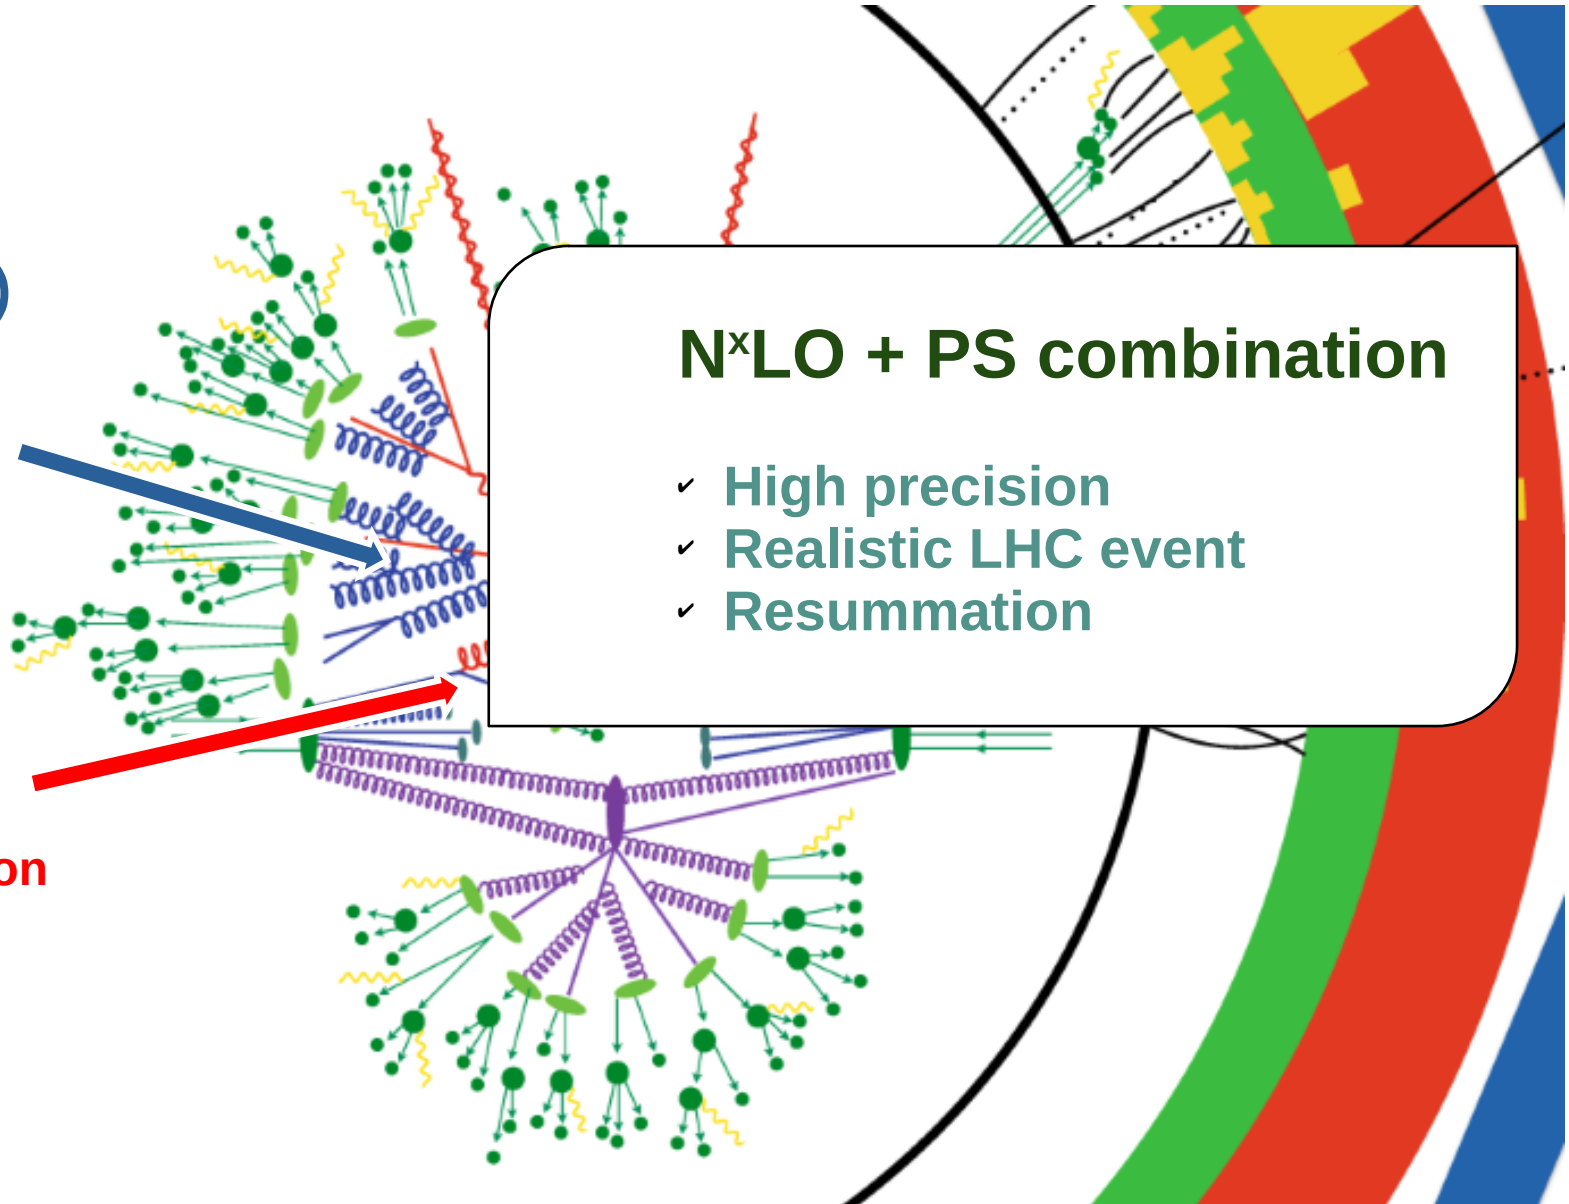 NˣLO + PS combination
✔ High precision
✔ Realistic LHC event
✔ Resummation
on